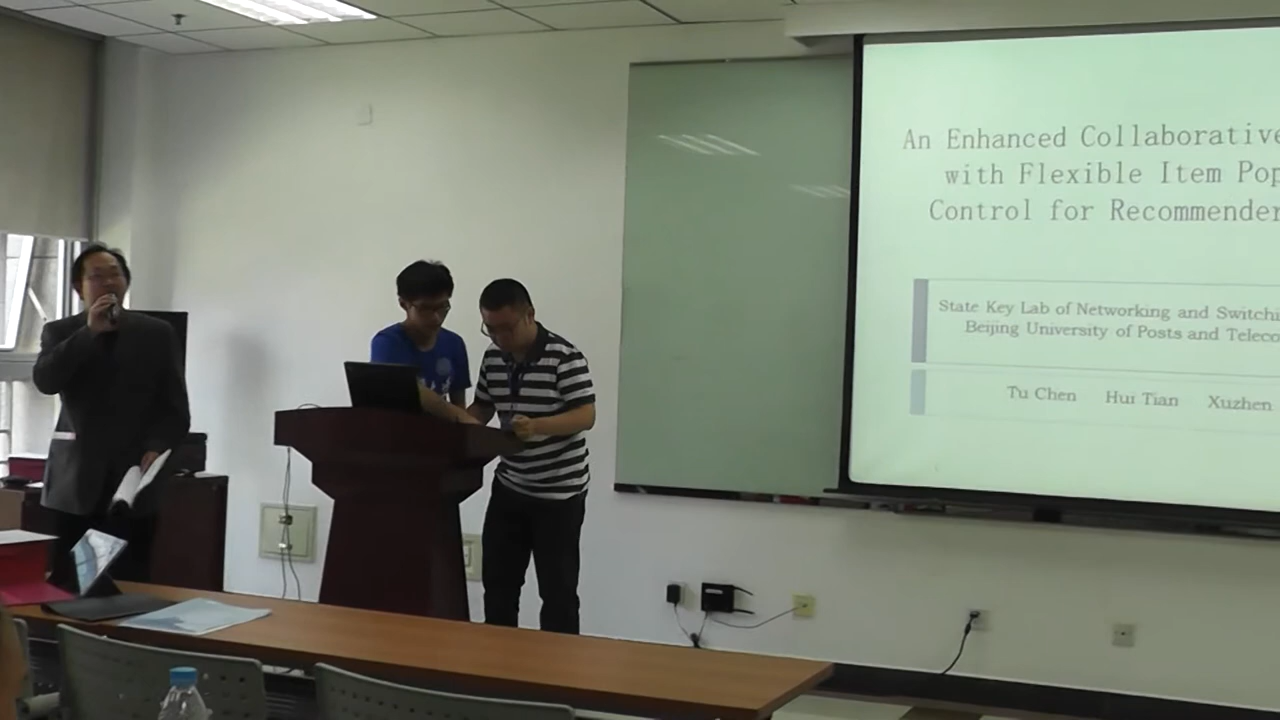 An Enhanced Collaborative
with Flexible Item Pop
Control for Recommender
State Key Lab of Networking and Switchi
Beijing University of Posts and Teleco
Tu Chen Hui Tian Xuzhen